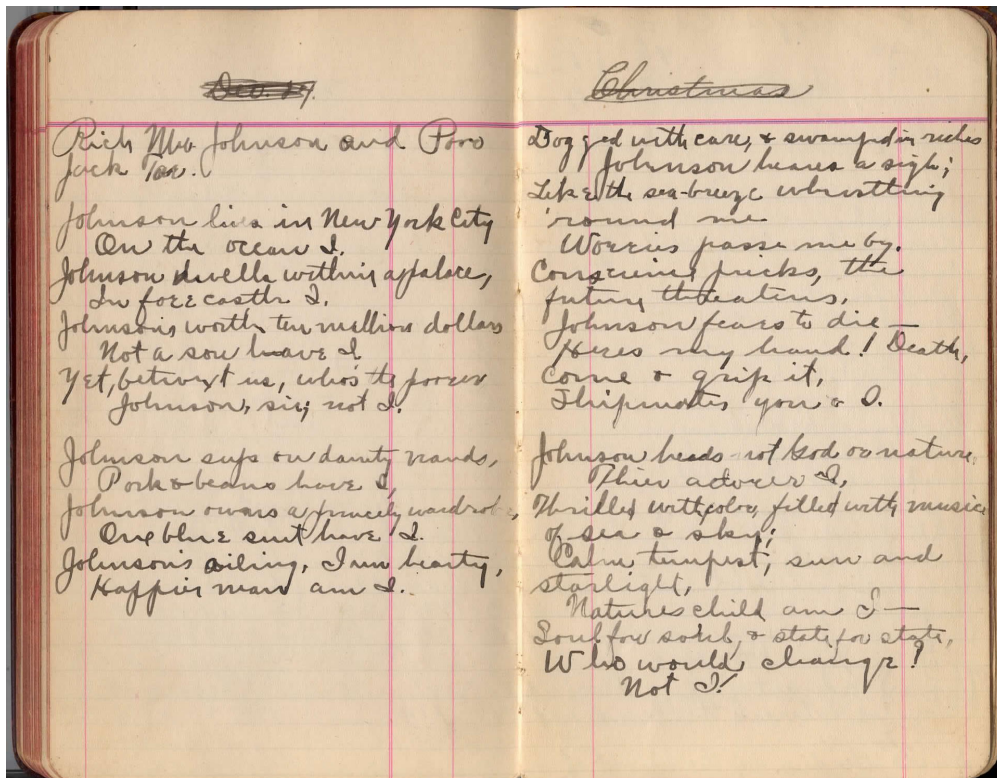 Dec. 29.
Rich Mr. Johnson and Poor
Jack Tar.
Johnson lives in New York City
On the ocean I.
Johnson dwells within a palace,
In forecastle I.
Johnson's worth ten million dollars
Not a sou have I,
Yet, betwixt us, who's the poorer
Johnson, sir; not I.
Johnson sups on dainty viands,
Pork & beans have I,
Johnson owns a princely wardrobe,
One blue suit have I.
Johnson's ailing, I'm hearty,
Happier man am I.
Christmas
Dogged with care, & swamped in riches
Johnson heaves a sigh;
Like the sea-breeze whistling
'round me
Worries passe me by.
Conscience pricks, the
future threatens,
Johnson fears to die —
Heres my hand! Death,
come & grip it,
Shipmates you & I.
Johnson heeds not God or nature
Thier adorer I,
Thrilled with color, filled with music
of sea & sky;
Calm tempest, sun and
starlight,
Natures child am I —
Soul for soul, & state for state,
Who would change!
Not I!